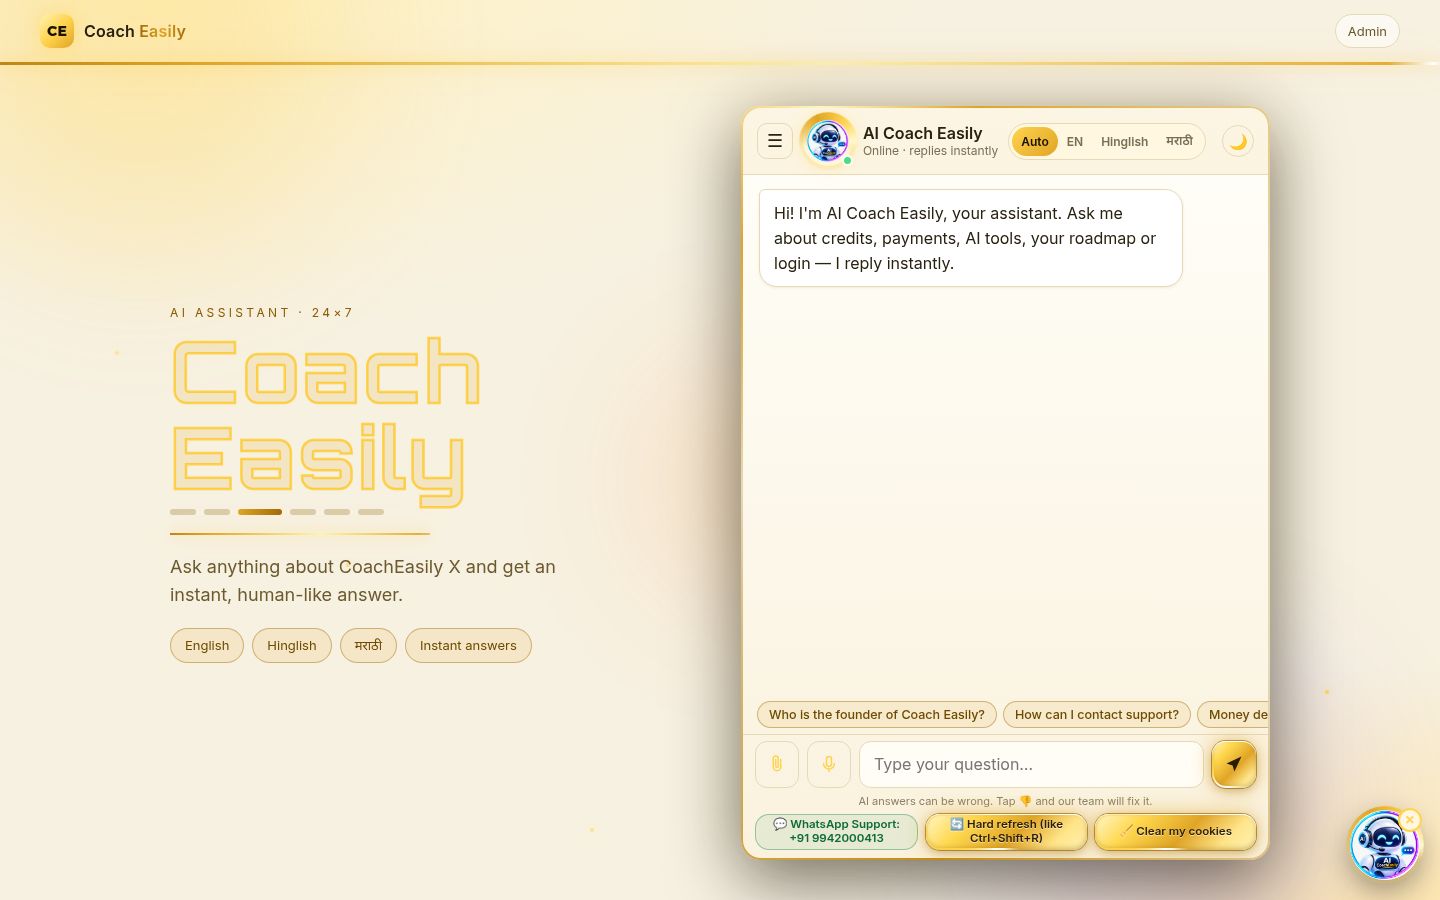 CE Coach Easily
Admin
AI ASSISTANT · 24×7
Coach
Easily
Ask anything about CoachEasily X and get an
instant, human-like answer.
English Hinglish मराठी Instant answers
☰ AI Coach Easily
Online · replies instantly
Auto EN Hinglish मराठी
Hi! I'm AI Coach Easily, your assistant. Ask me
about credits, payments, AI tools, your roadmap or
login — I reply instantly.
Who is the founder of Coach Easily? How can I contact support? Money de
Type your question...
AI answers can be wrong. Tap 👎 and our team will fix it.
💬 WhatsApp Support:
+91 9942000413
🔄 Hard refresh (like
Ctrl+Shift+R)
🧹 Clear my cookies
AI